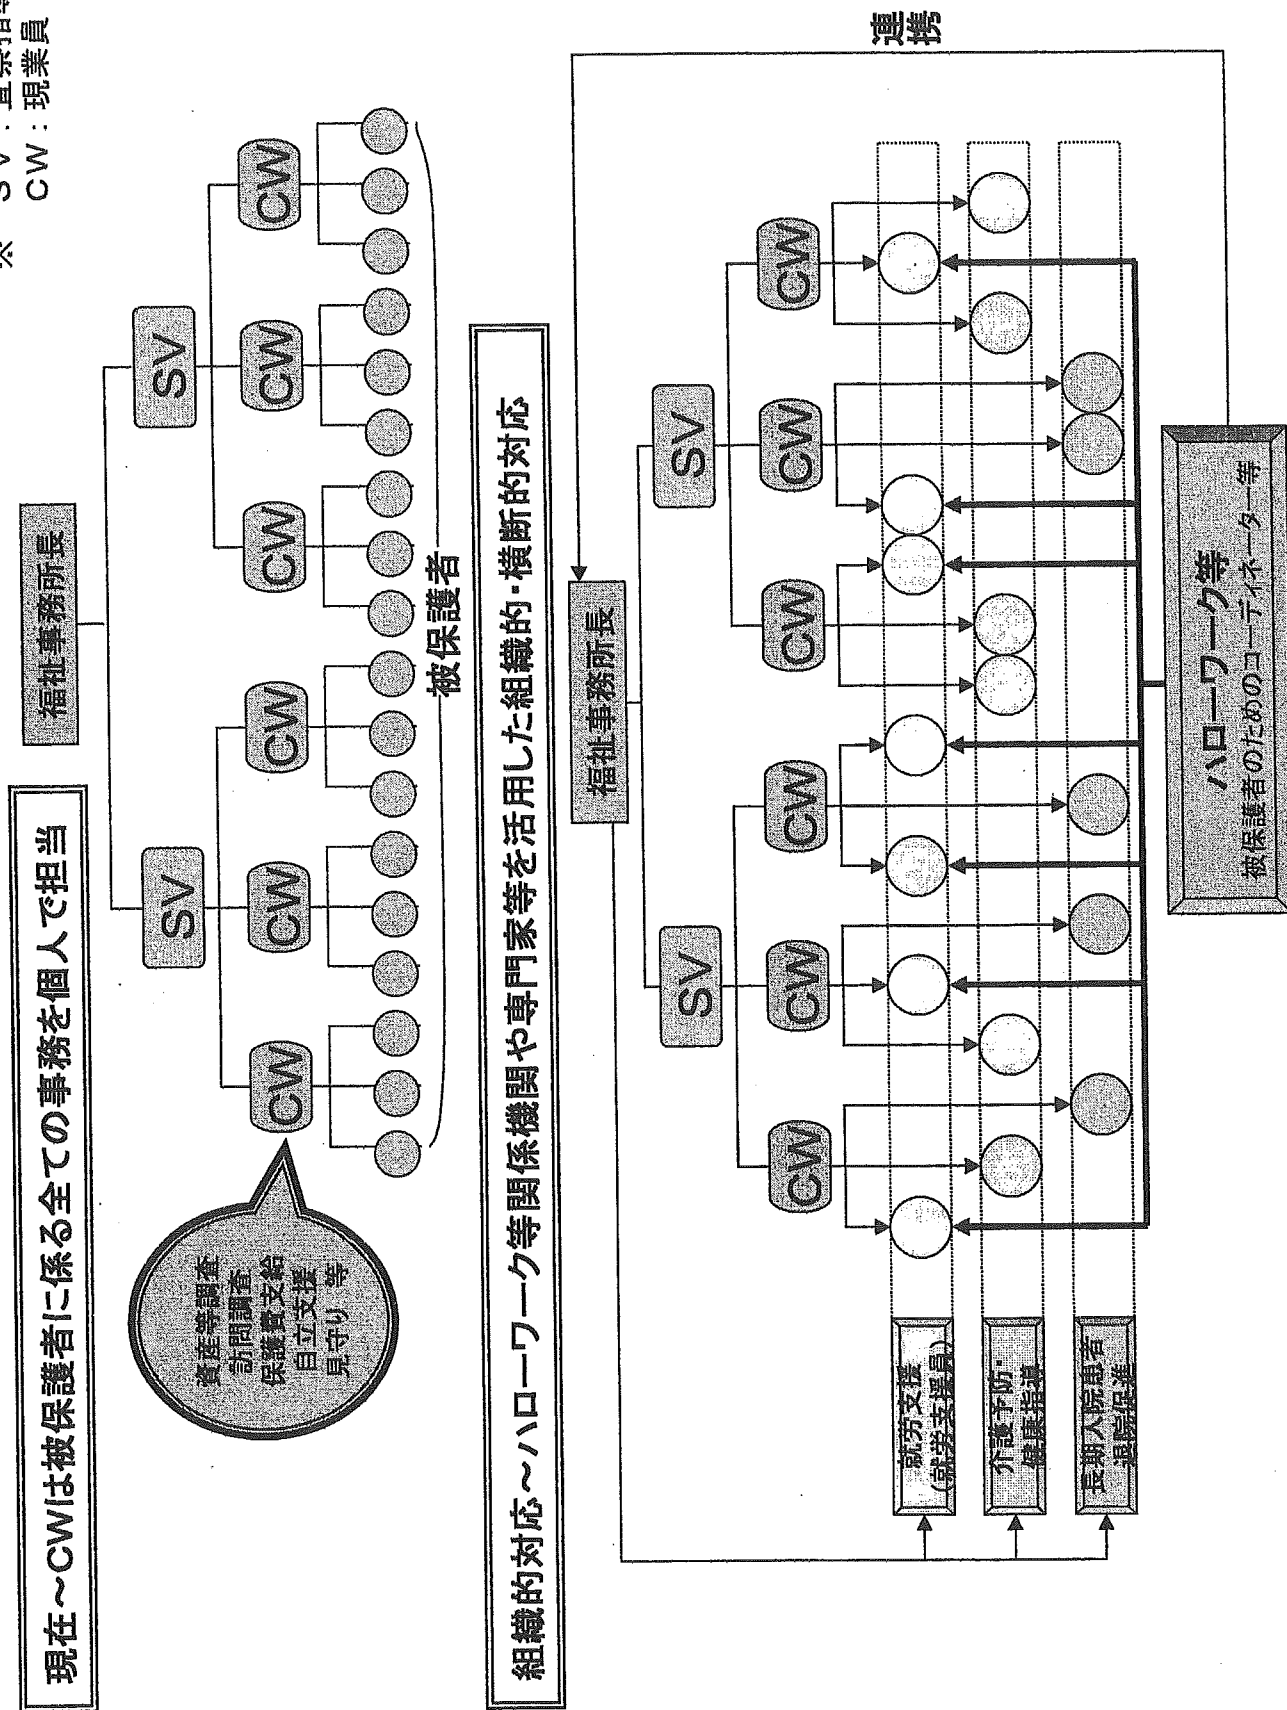 ※ SV：
CW：現業員
現在～CWは被保護者に係る全ての事務を個人で担当
福祉事務所長
SV
SV
CW
CW
CW
CW
CW
CW
資産等調査
訪問調査
保護費支給
自立支援
見守り 等
被保護者
組織的対応～ハローワーク等関係機関や専門家等を活用した組織的・横断的対応
福祉事務所長
連携
SV
SV
CW
CW
CW
CW
CW
CW
就労支援
(就労支援員)
介護予防・
健康指導
長期入院患者
退院促進
ハローワーク等
被保護者のためのコーディネーター等